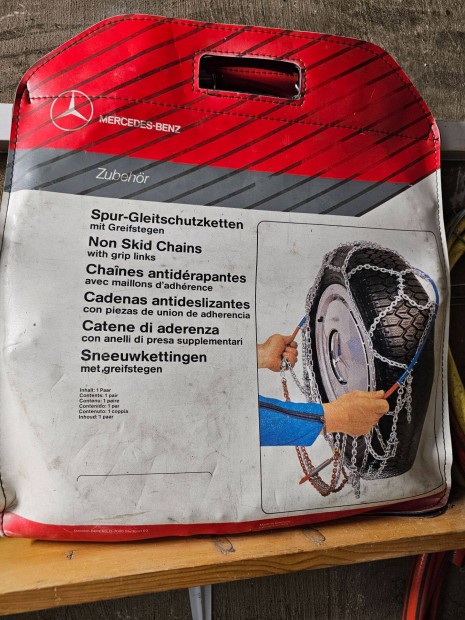 MERCEDES-BENZ
Zubehör
Spur-Gleitschutzketten
mit Greifstegen
Non Skid Chains
with grip links
Chaînes antidérapantes
avec maillons d'adhérence
Cadenas antideslizantes
con piezas de union de adherencia
Catene di aderenza
con anelli di presa supplementari
Sneeuwkettingen
met greifstegen
Inhalt: 1 Paar
Contents: 1 pair
Contenu: 1 paire
Contenido: 1 par
Contenuto: 1 coppia
Inhoud: 1 paar